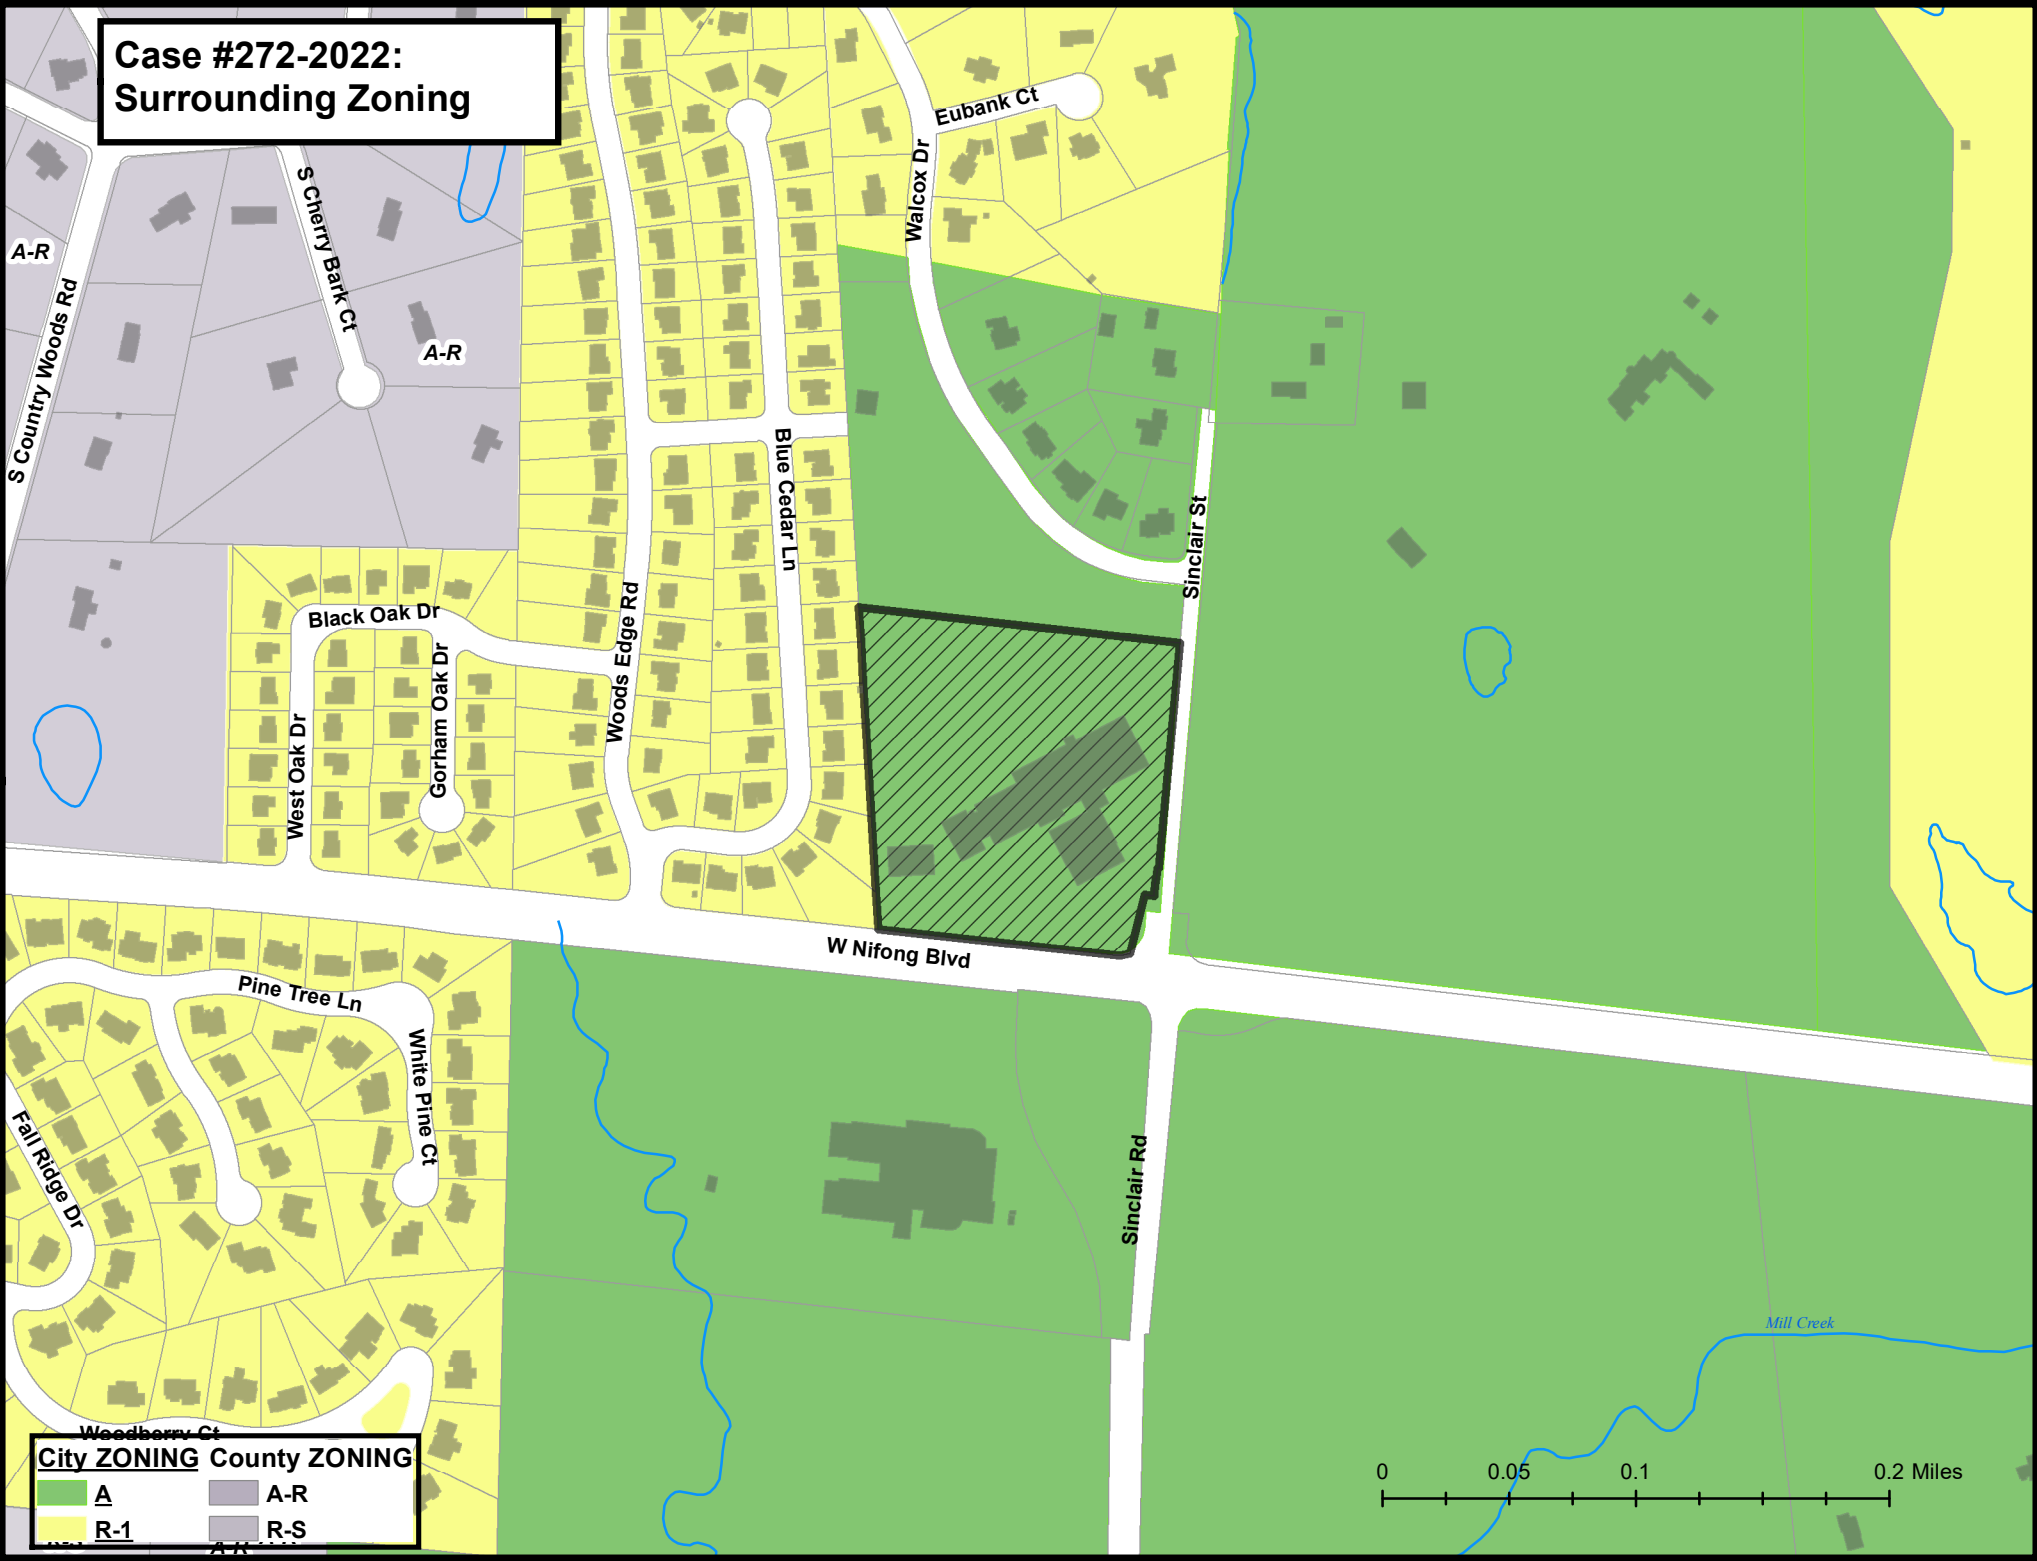 Case #272-2022:
Surrounding Zoning
Eubank Ct
Walcox Dr
S Cherry Bark Ct
A-R
S Country Woods Rd
A-R
Blue Cedar Ln
Sinclair St
Black Oak Dr
Woods Edge Rd
Gorham Oak Dr
West Oak Dr
W Nifong Blvd
Pine Tree Ln
White Pine Ct
Fall Ridge Dr
Sinclair Rd
Mill Creek
Woodberry Ct
City ZONING County ZONING
A A-R
R-1 R-S
A-R
0 0.05 0.1 0.2 Miles